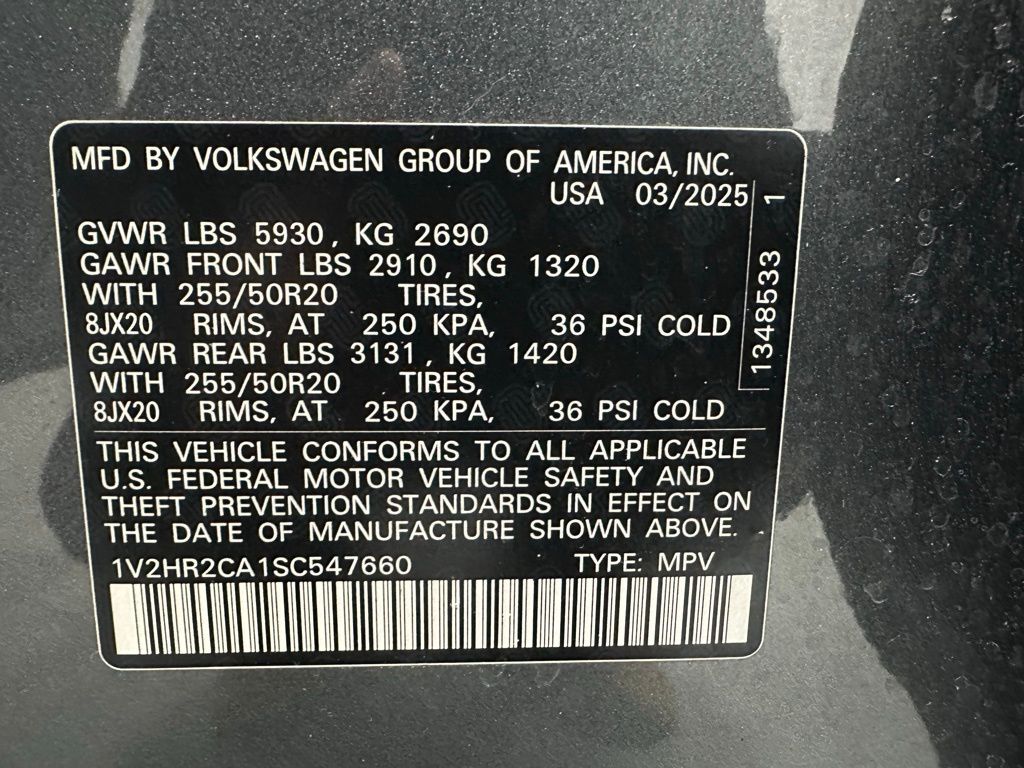 MFD BY VOLKSWAGEN GROUP OF AMERICA, INC.
USA 03/2025
GVWR LBS 5930, KG 2690
GAWR FRONT LBS 2910, KG 1320
WITH 255/50R20 TIRES,
8JX20 RIMS, AT 250 KPA, 36 PSI COLD
GAWR REAR LBS 3131, KG 1420
WITH 255/50R20 TIRES,
8JX20 RIMS, AT 250 KPA, 36 PSI COLD
1348533 1
THIS VEHICLE CONFORMS TO ALL APPLICABLE
U.S. FEDERAL MOTOR VEHICLE SAFETY AND
THEFT PREVENTION STANDARDS IN EFFECT ON
THE DATE OF MANUFACTURE SHOWN ABOVE.
1V2HR2CA1SC547660 TYPE: MPV